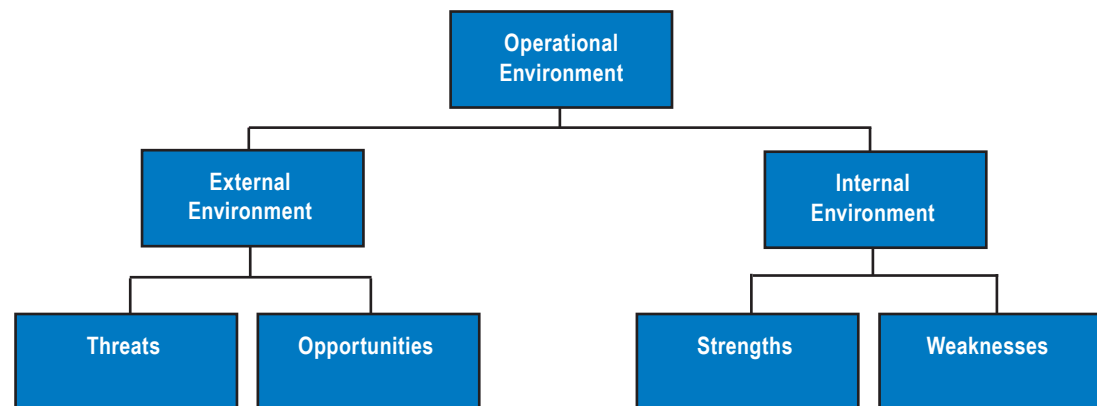 Operational
Environment
External
Environment
Internal
Environment
Threats
Opportunities
Strengths
Weaknesses